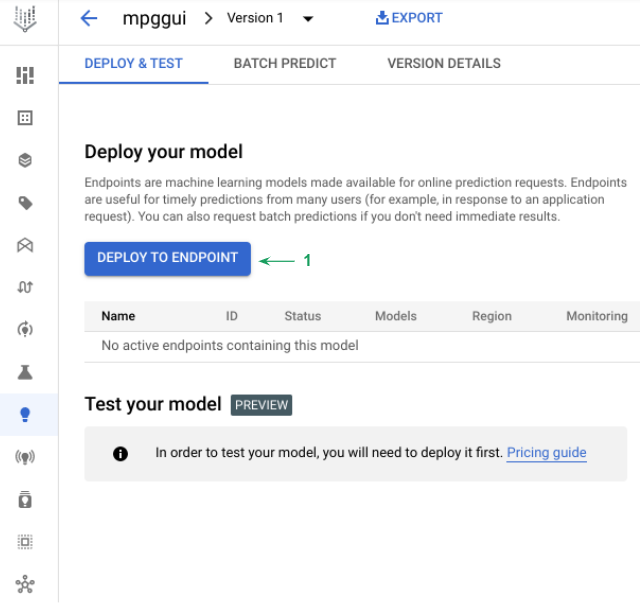 mpggui
Version 1
EXPORT
DEPLOY & TEST
BATCH PREDICT
VERSION DETAILS
Deploy your model
Endpoints are machine learning models made available for online prediction requests. Endpoints
are useful for timely predictions from many users (for example, in response to an application
request). You can also request batch predictions if you don't need immediate results.
DEPLOY TO ENDPOINT
1
Name ID Status Models Region Monitoring
No active endpoints containing this model
Test your model PREVIEW
In order to test your model, you will need to deploy it first. Pricing guide